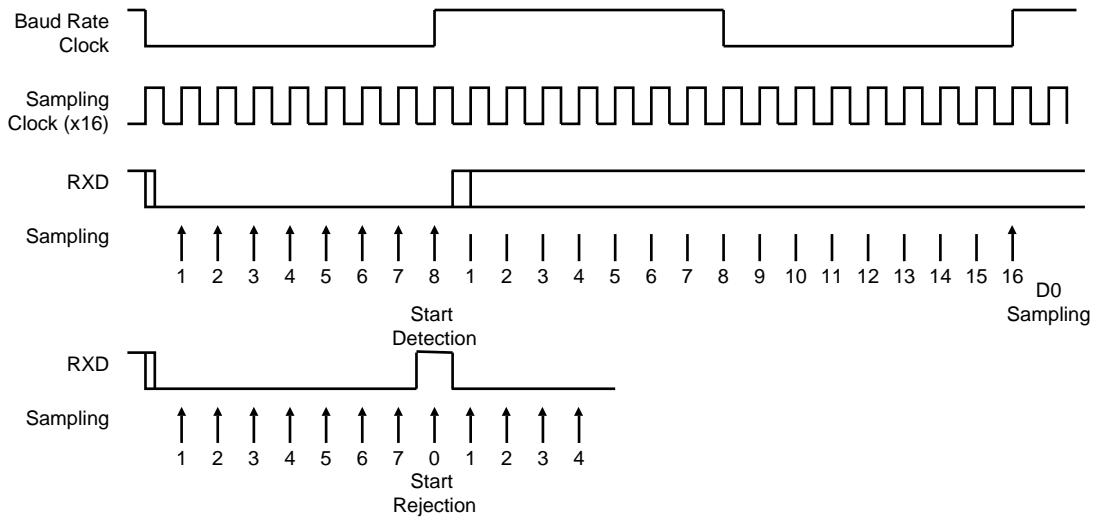 Baud Rate
Clock
Sampling
Clock (x16)
RXD
Sampling
1 2 3 4 5 6 7 8 1 2 3 4 5 6 7 8 9 10 11 12 13 14 15 16
D0
Sampling
Start
Detection
RXD
Sampling
1 2 3 4 5 6 7 0 1 2 3 4
Start
Rejection